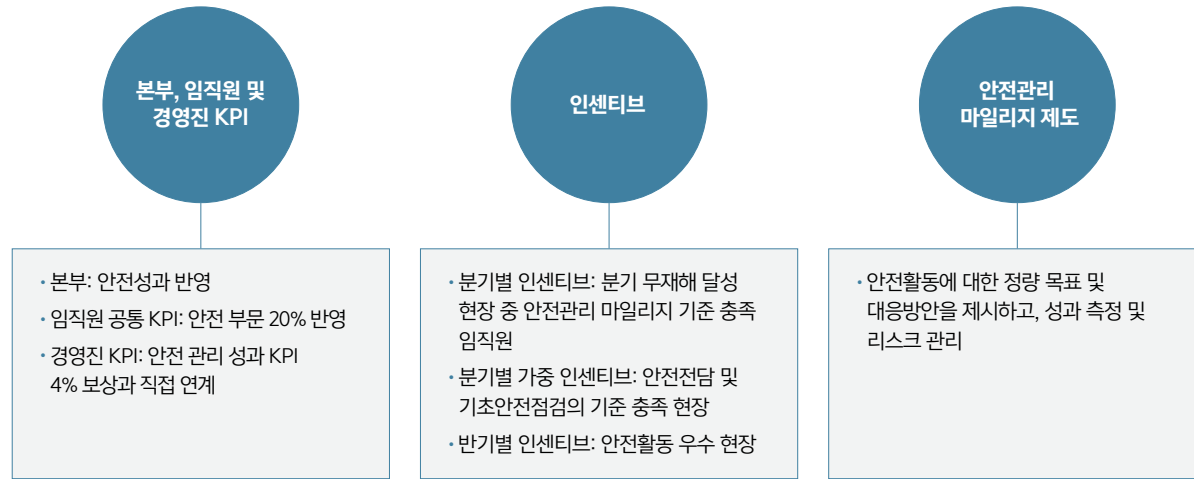 본부, 임직원 및
경영진 KPI
· 본부: 안전성과 반영
· 임직원 공통 KPI: 안전 부문 20% 반영
· 경영진 KPI: 안전 관리 성과 KPI
4% 보상과 직접 연계
인센티브
· 분기별 인센티브: 분기 무재해 달성
현장 중 안전관리 마일리지 기준 충족
임직원
· 분기별 가중 인센티브: 안전전담 및
기초안전점검의 기준 충족 현장
· 반기별 인센티브: 안전활동 우수 현장
안전관리
마일리지 제도
· 안전활동에 대한 정량 목표 및
대응방안을 제시하고, 성과 측정 및
리스크 관리